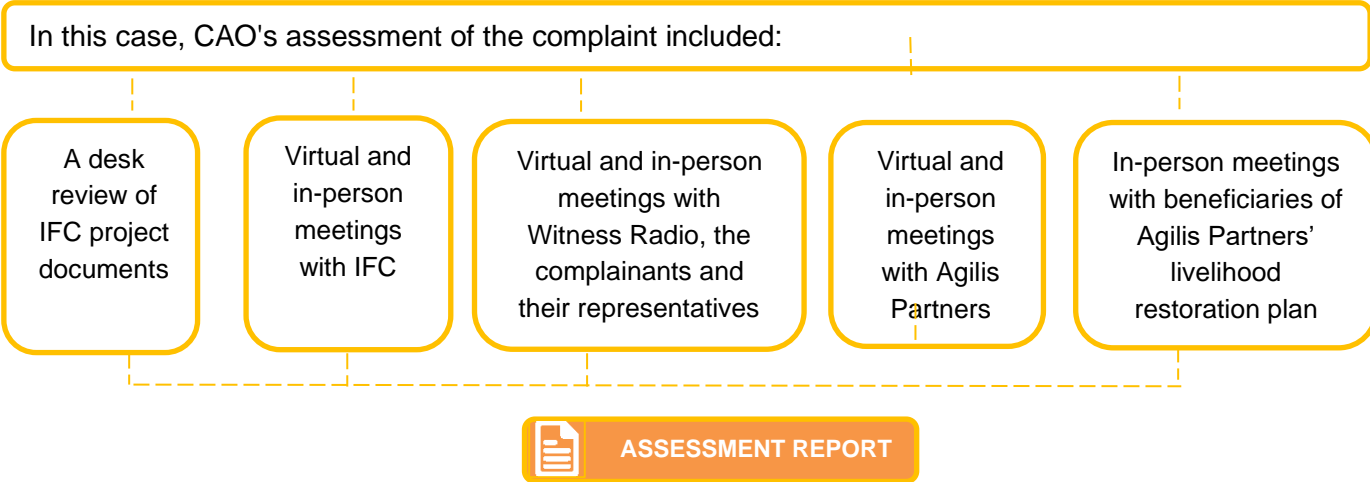 In this case, CAO's assessment of the complaint included:
A desk
review of
IFC project
documents
Virtual and
in-person
meetings
with IFC
Virtual and in-person
meetings with
Witness Radio, the
complainants and
their representatives
Virtual and
in-person
meetings
with Agilis
Partners
In-person meetings
with beneficiaries of
Agilis Partners’
livelihood
restoration plan
ASSESSMENT REPORT